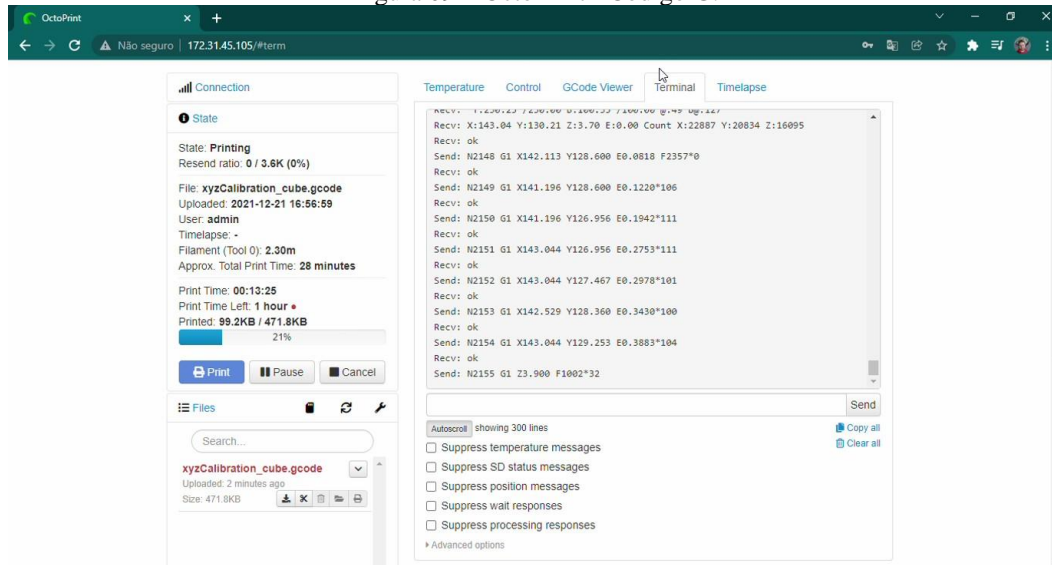 OctoPrint
Não seguro | 172.31.45.105/#term
Connection
State
State: Printing
Resend ratio: 0 / 3.6K (0%)
File: xyzCalibration_cube.gcode
Uploaded: 2021-12-21 16:56:59
User: admin
Timelapse: -
Filament (Tool 0): 2.30m
Approx. Total Print Time: 28 minutes
Print Time: 00:13:25
Print Time Left: 1 hour
Printed: 99.2KB / 471.8KB
21%
Print Pause Cancel
Files
Search...
xyzCalibration_cube.gcode
Uploaded: 2 minutes ago
Size: 471.8KB
Temperature Control GCode Viewer Terminal Timelapse
Recv: X:143.04 Y:130.21 Z:3.70 E:0.00 Count X:22887 Y:20834 Z:16095
Recv: ok
Send: N2148 G1 X142.113 Y128.600 E0.0818 F2357*0
Recv: ok
Send: N2149 G1 X141.196 Y128.600 E0.1220*106
Recv: ok
Send: N2150 G1 X141.196 Y126.956 E0.1942*111
Recv: ok
Send: N2151 G1 X143.044 Y126.956 E0.2753*111
Recv: ok
Send: N2152 G1 X143.044 Y127.467 E0.2978*101
Recv: ok
Send: N2153 G1 X142.529 Y128.360 E0.3430*100
Recv: ok
Send: N2154 G1 X143.044 Y129.253 E0.3883*104
Recv: ok
Send: N2155 G1 Z3.900 F1002*32
Send
Autoscroll showing 300 lines
Copy all
Clear all
Suppress temperature messages
Suppress SD status messages
Suppress position messages
Suppress wait responses
Suppress processing responses
Advanced options